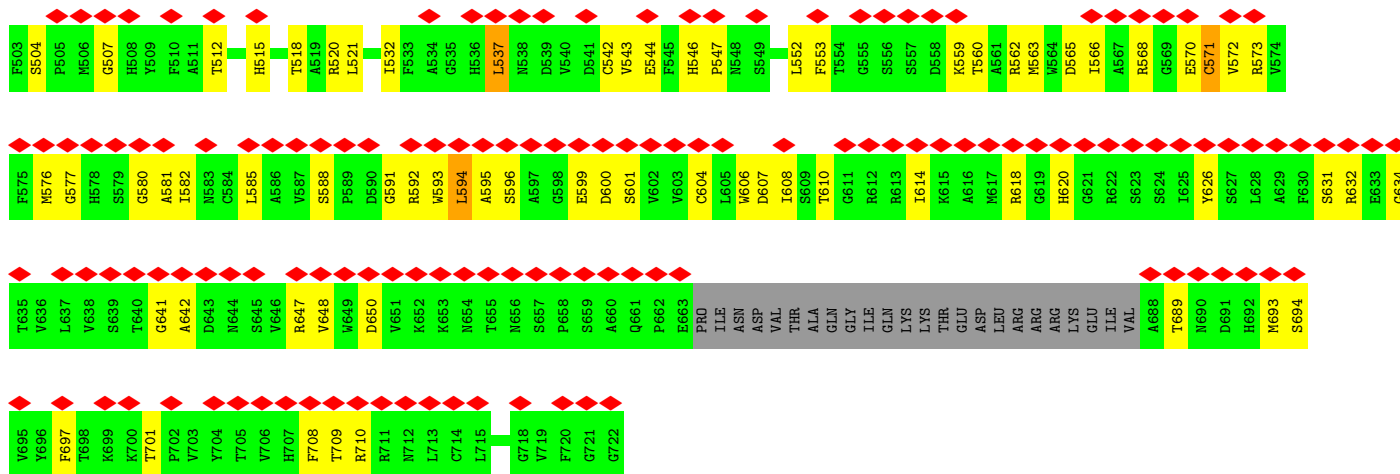 F503 S504 P505 M506 G507 H508 Y509 F510 A511 T512 H515 T518 A519 R520 L521 I532 F533 A534 G535 H536 L537 N538 D539 V540 D541 C542 V543 E544 F545 H546 P547 N548 S549 L552 F553 T554 G555 S556 S557 D558 K559 T560 A561 R562 M563 W564 D565 I566 A567 R568 G569 E570 C571 V572 R573 V574
F575 M576 G577 H578 S579 G580 A581 I582 N583 C584 L585 A586 V587 S588 P589 D590 G591 R592 W593 L594 A595 S596 A597 G598 E599 D600 S601 V602 V603 C604 L605 W606 D607 I608 S609 T610 G611 R612 R613 I614 K615 A616 M617 R618 G619 H620 G621 R622 S623 S624 I625 Y626 S627 L628 A629 F630 S631 R632 E633 G634
T635 V636 L637 V638 S639 T640 G641 A642 D643 N644 S645 V646 R647 V648 W649 D650 V651 K652 K653 N654 T655 N656 S657 P658 S659 A660 Q661 P662 E663 PRO ILE ASN ASP VAL THR ALA GLN GLY ILE GLN LYS LYS THR GLU ASP LEU ARG ARG ARG LYS GLU ILE VAL A688 T689 N690 D691 H692 M693 S694
V695 Y696 F697 T698 K699 K700 T701 P702 V703 Y704 T705 V706 H707 F708 T709 R710 R711 N712 L713 C714 L715 G718 V719 F720 G721 G722